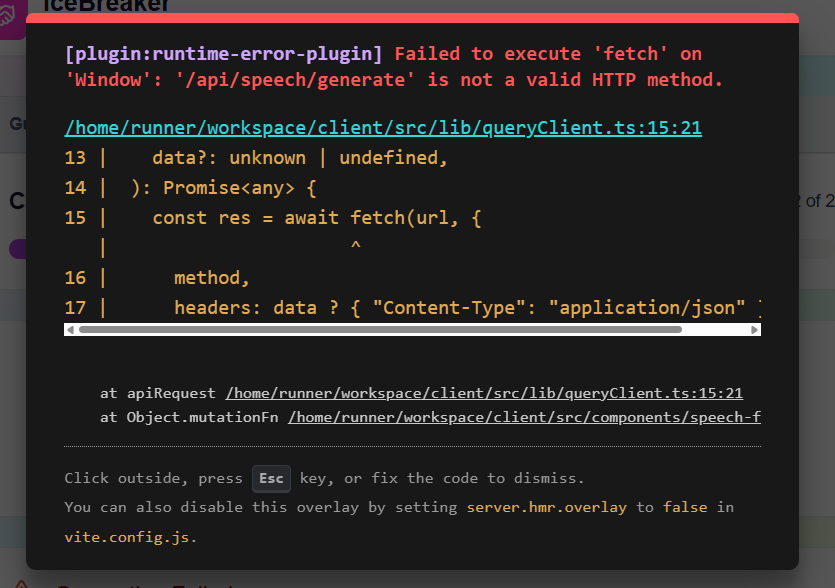 IceBreaker
[plugin:runtime-error-plugin] Failed to execute 'fetch' on
'Window': '/api/speech/generate' is not a valid HTTP method.
/home/runner/workspace/client/src/lib/queryClient.ts:15:21
13 |    data?: unknown | undefined,
14 |  ): Promise<any> {
15 |    const res = await fetch(url, {
   |                      ^
16 |      method,
17 |      headers: data ? { "Content-Type": "application/json" }
at apiRequest /home/runner/workspace/client/src/lib/queryClient.ts:15:21
at Object.mutationFn /home/runner/workspace/client/src/components/speech-f
2 of 2
Click outside, press Esc key, or fix the code to dismiss.
You can also disable this overlay by setting server.hmr.overlay to false in
vite.config.js.